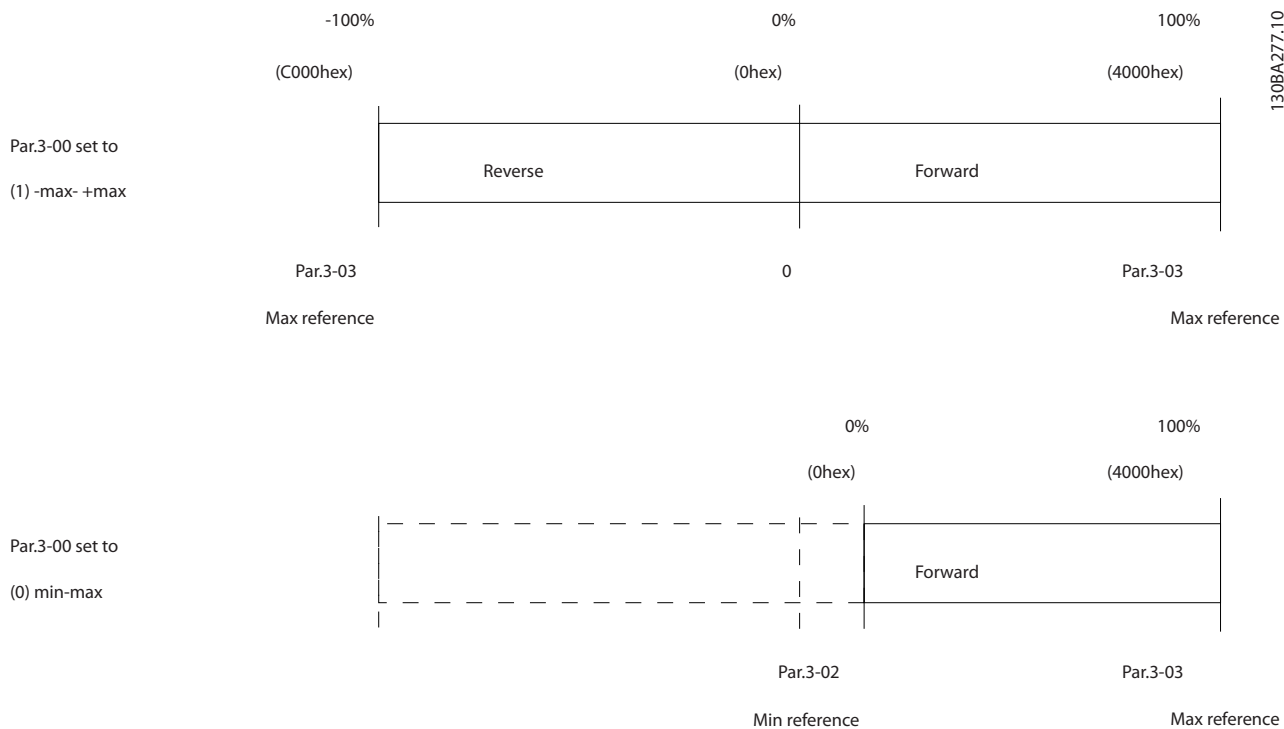 -100% 0% 100%
(C000hex) (0hex) (4000hex)
130BA277.10
Par.3-00 set to
(1) -max- +max
Reverse Forward
Par.3-03 0 Par.3-03
Max reference Max reference
0% 100%
(0hex) (4000hex)
Par.3-00 set to
(0) min-max
Forward
Par.3-02 Par.3-03
Min reference Max reference